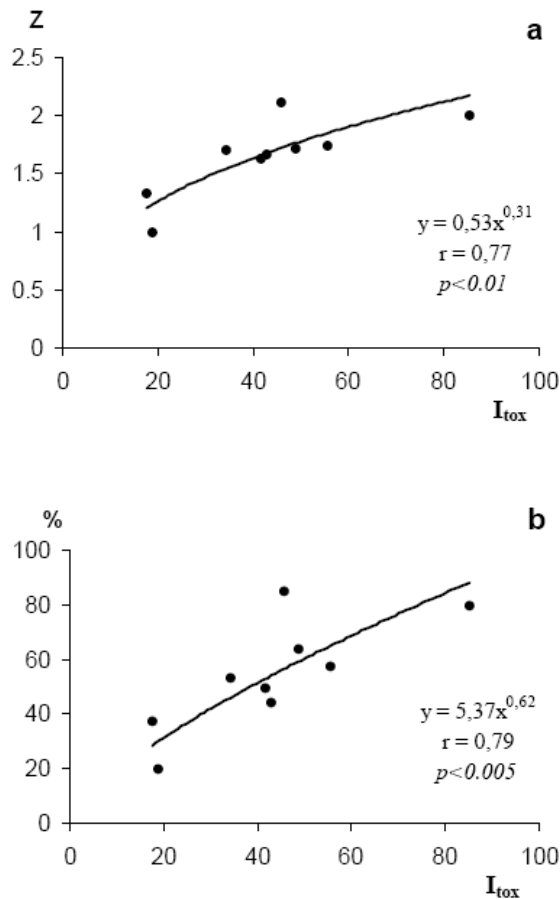 Z
a
2.5
2
1.5
1
0.5
0
0 20 40 60 80 100
y = 0,53x^0,31
r = 0,77
p<0.01
I_tox
%
b
100
80
60
40
20
0
0 20 40 60 80 100
y = 5,37x^0,62
r = 0,79
p<0.005
I_tox